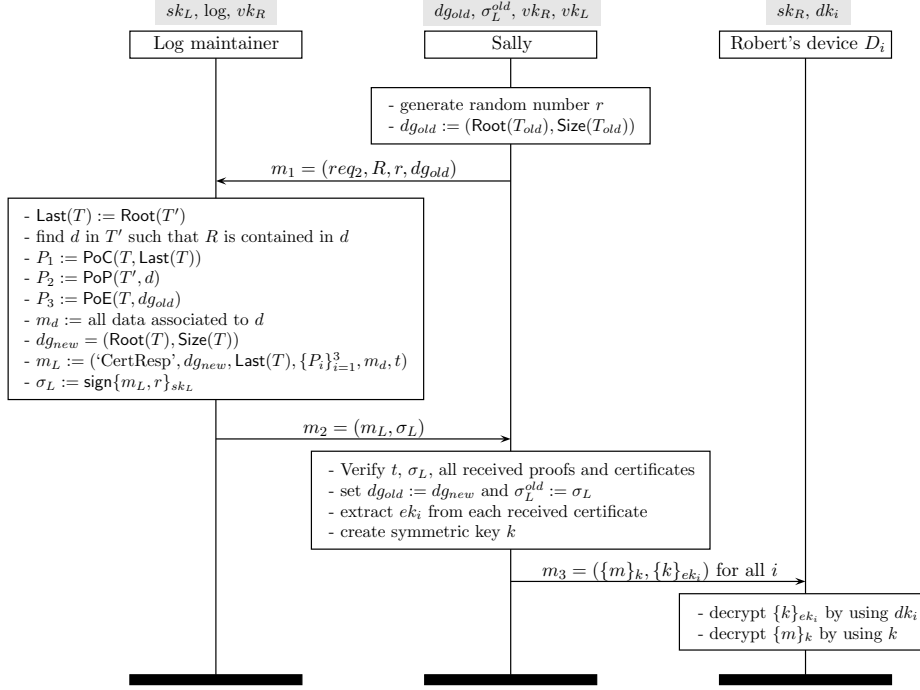 sk_L, log, vk_R
dg_old, σ_L^old, vk_R, vk_L
sk_R, dk_i
Log maintainer
Sally
Robert's device D_i
- generate random number r
- dg_old := (Root(T_old), Size(T_old))
m_1 = (req_2, R, r, dg_old)
- Last(T) := Root(T′)
- find d in T′ such that R is contained in d
- P_1 := PoC(T, Last(T))
- P_2 := PoP(T′, d)
- P_3 := PoE(T, dg_old)
- m_d := all data associated to d
- dg_new = (Root(T), Size(T))
- m_L := (‘CertResp’, dg_new, Last(T), {P_i}_{i=1}^3, m_d, t)
- σ_L := sign{m_L, r}_{sk_L}
m_2 = (m_L, σ_L)
- Verify t, σ_L, all received proofs and certificates
- set dg_old := dg_new and σ_L^old := σ_L
- extract ek_i from each received certificate
- create symmetric key k
m_3 = ({m}_k, {k}_{ek_i}) for all i
- decrypt {k}_{ek_i} by using dk_i
- decrypt {m}_k by using k